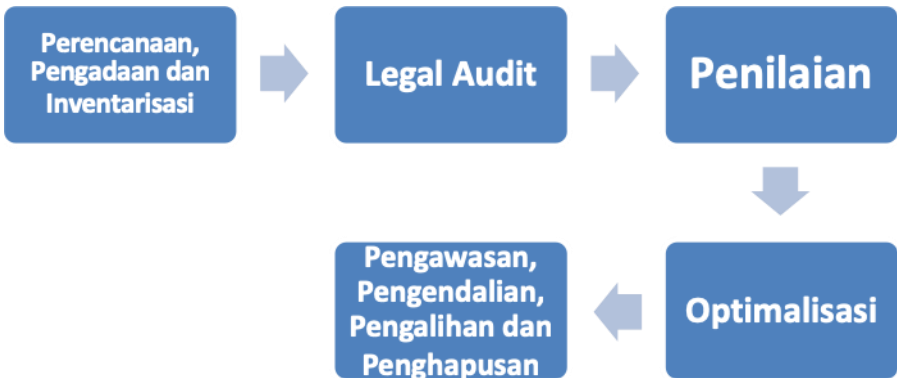 Perencanaan,
Pengadaan dan
Inventarisasi
Legal Audit
Penilaian
Optimalisasi
Pengawasan,
Pengendalian,
Pengalihan dan
Penghapusan